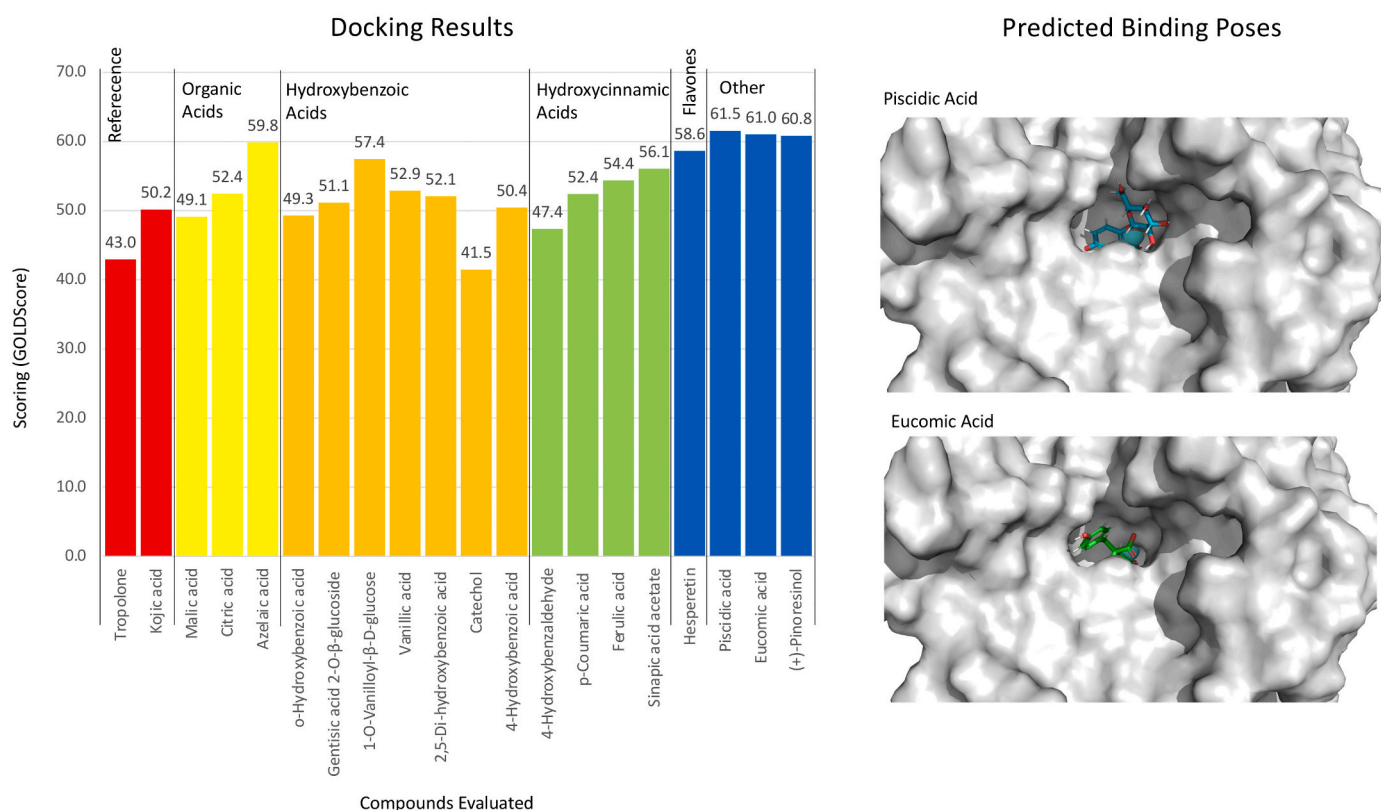 Docking Results
Predicted Binding Poses
Scoring (GOLDScore)
70.0
60.0
50.0
40.0
30.0
20.0
10.0
0.0
Referecence
Organic
Acids
Hydroxybenzoic
Acids
Hydroxycinnamic
Acids
Flavones
Other
43.0
50.2
49.1
52.4
59.8
49.3
51.1
57.4
52.9
52.1
41.5
50.4
47.4
52.4
54.4
56.1
58.6
61.5
61.0
60.8
Tropolone
Kojic acid
Malic acid
Citric acid
Azelaic acid
o-Hydroxybenzoic acid
Gentisic acid 2-O-β-glucoside
1-O-Vanilloyl-β-D-glucose
Vanillic acid
2,5-Di-hydroxybenzoic acid
Catechol
4-Hydroxybenzoic acid
4-Hydroxybenzaldehyde
p-Coumaric acid
Ferulic acid
Sinapic acid acetate
Hesperetin
Piscidic acid
Eucomic acid
(+)-Pinorresinol
Compounds Evaluated
Piscidic Acid
Eucomic Acid